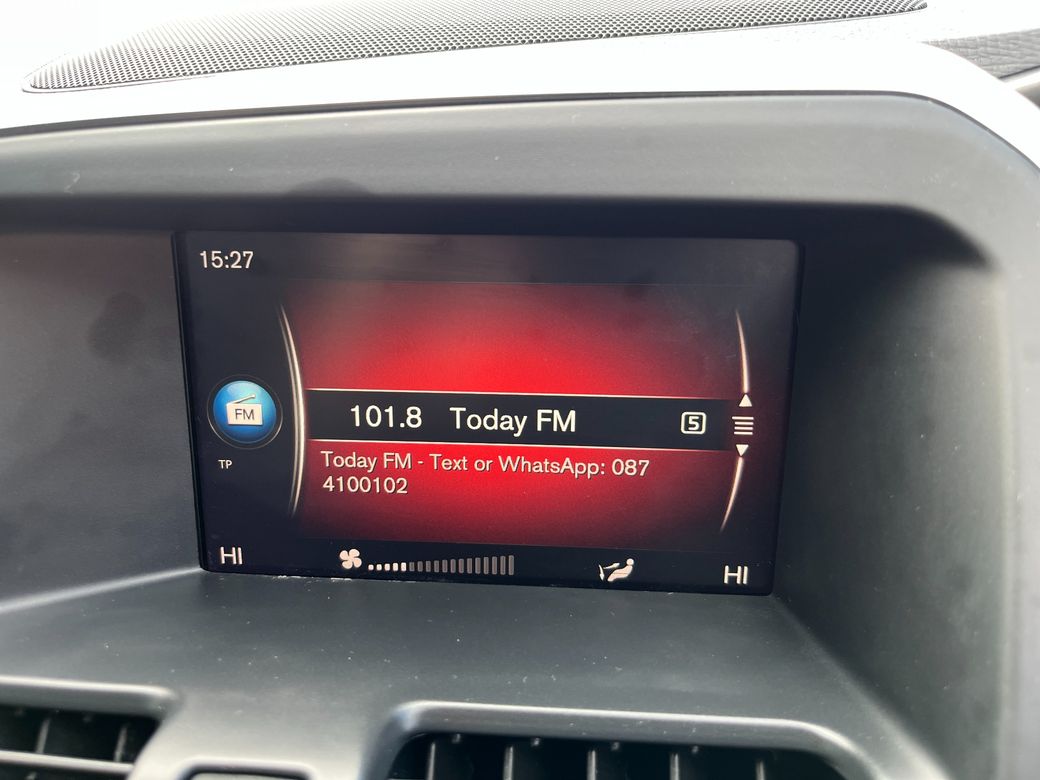 15:27
FM
101.8 Today FM 5
TP
Today FM - Text or WhatsApp: 087
4100102
HI HI